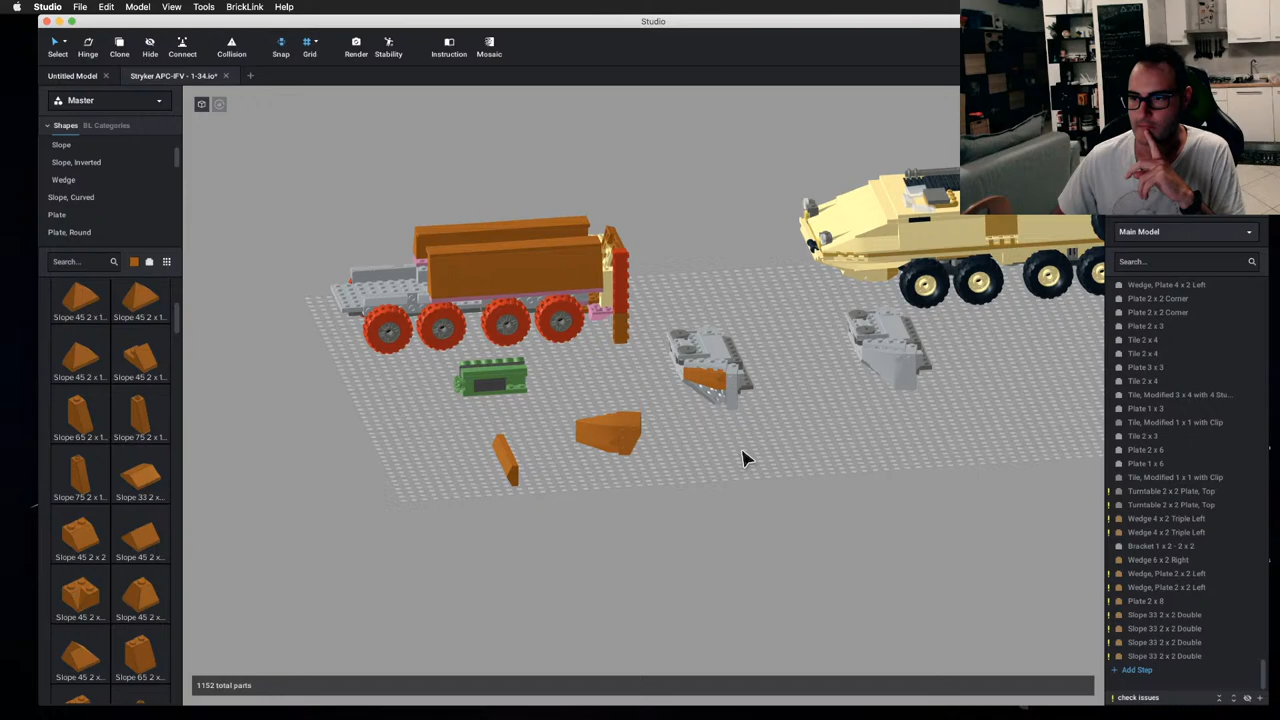 Studio File Edit Model View Tools BrickLink Help
Studio
Select Hinge Clone Hide Connect Collision Snap Grid Render Stability Instruction Mosaic
Untitled Model Stryker APC-IFV - 1-34.io*
Master
Shapes BL Categories
Slope
Slope, Inverted
Wedge
Slope, Curved
Plate
Plate, Round
Search...
Slope 45 2 x 1... Slope 45 2 x...
Slope 45 2 x 1... Slope 45 2 x 1...
Slope 65 2 x 1... Slope 75 2 x 1...
Slope 75 2 x 1... Slope 33 2 x...
Slope 45 2 x 2 Slope 45 2 x...
Slope 45 2 x... Slope 45 2 x...
Slope 45 2 x... Slope 65 2 x...
1152 total parts
Main Model
Search...
Wedge, Plate 4 x 2 Left
Plate 2 x 2 Corner
Plate 2 x 2 Corner
Plate 2 x 3
Tile 2 x 4
Tile 2 x 4
Plate 3 x 3
Tile 2 x 4
Tile, Modified 3 x 4 with 4 Stu...
Plate 1 x 3
Tile, Modified 1 x 1 with Clip
Tile 2 x 3
Plate 2 x 6
Plate 1 x 6
Tile, Modified 1 x 1 with Clip
Turntable 2 x 2 Plate, Top
Turntable 2 x 2 Plate, Top
Wedge 4 x 2 Triple Left
Wedge 4 x 2 Triple Left
Bracket 1 x 2 - 2 x 2
Wedge 6 x 2 Right
Wedge, Plate 2 x 2 Left
Wedge, Plate 2 x 2 Left
Plate 2 x 8
Slope 33 2 x 2 Double
Slope 33 2 x 2 Double
Slope 33 2 x 2 Double
Slope 33 2 x 2 Double
+ Add Step
! check issues